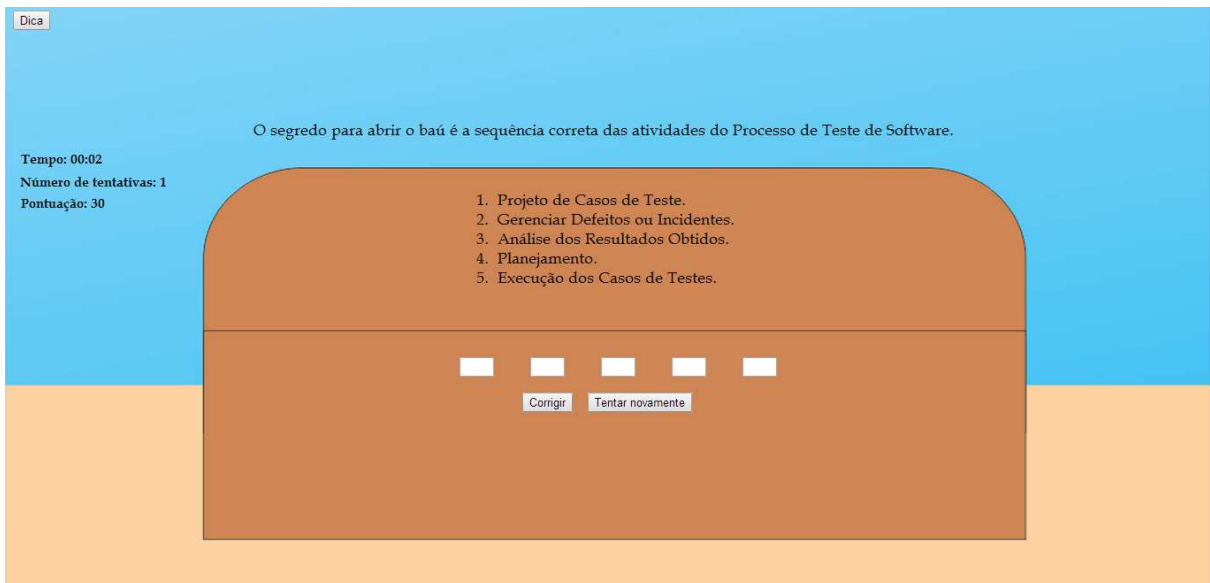 Dica
O segredo para abrir o baú é a sequência correta das atividades do Processo de Teste de Software.
Tempo: 00:02
Número de tentativas: 1
Pontuação: 30
1. Projeto de Casos de Teste.
2. Gerenciar Defeitos ou Incidentes.
3. Análise dos Resultados Obtidos.
4. Planejamento.
5. Execução dos Casos de Testes.
Corrigir Tentar novamente